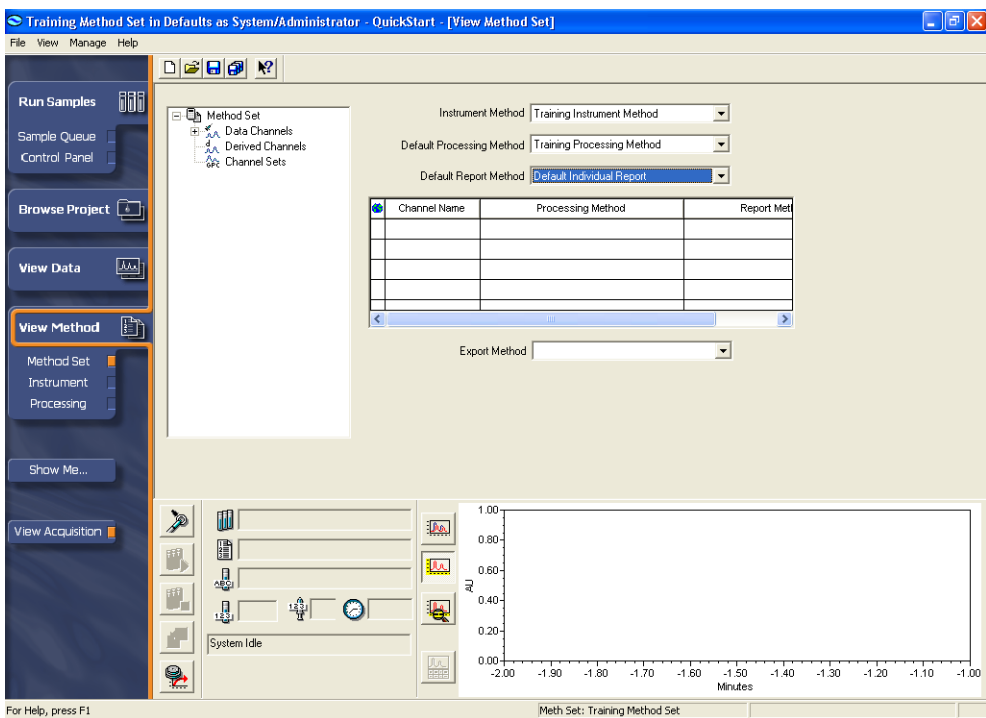 Training Method Set in Defaults as System/Administrator - QuickStart - [View Method Set]
File View Manage Help
Run Samples
Sample Queue
Control Panel
Browse Project
View Data
View Method
Method Set
Instrument
Processing
Show Me...
View Acquisition
Method Set
Data Channels
Derived Channels
GPC Channel Sets
Instrument Method Training Instrument Method
Default Processing Method Training Processing Method
Default Report Method Default Individual Report
Channel Name Processing Method Report Metl
Export Method
ABC
123 123
System Idle
1.00
0.80
0.60
0.40
0.20
0.00
AU
-2.00 -1.90 -1.80 -1.70 -1.60 -1.50 -1.40 -1.30 -1.20 -1.10 -1.00
Minutes
For Help, press F1 Meth Set: Training Method Set